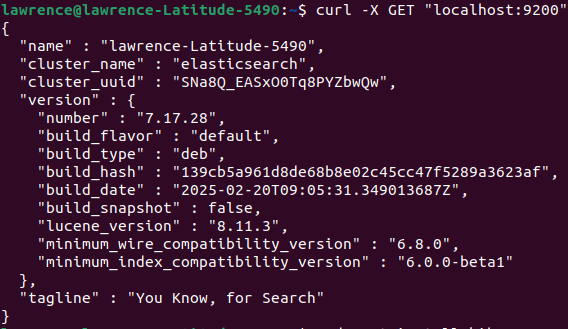 lawrence@lawrence-Latitude-5490:~$ curl -X GET "localhost:9200"
{
  "name" : "lawrence-Latitude-5490",
  "cluster_name" : "elasticsearch",
  "cluster_uuid" : "SNa8Q_EASxO0Tq8PYZbwQw",
  "version" : {
    "number" : "7.17.28",
    "build_flavor" : "default",
    "build_type" : "deb",
    "build_hash" : "139cb5a961d8de68b8e02c45cc47f5289a3623af",
    "build_date" : "2025-02-20T09:05:31.349013687Z",
    "build_snapshot" : false,
    "lucene_version" : "8.11.3",
    "minimum_wire_compatibility_version" : "6.8.0",
    "minimum_index_compatibility_version" : "6.0.0-beta1"
  },
  "tagline" : "You Know, for Search"
}